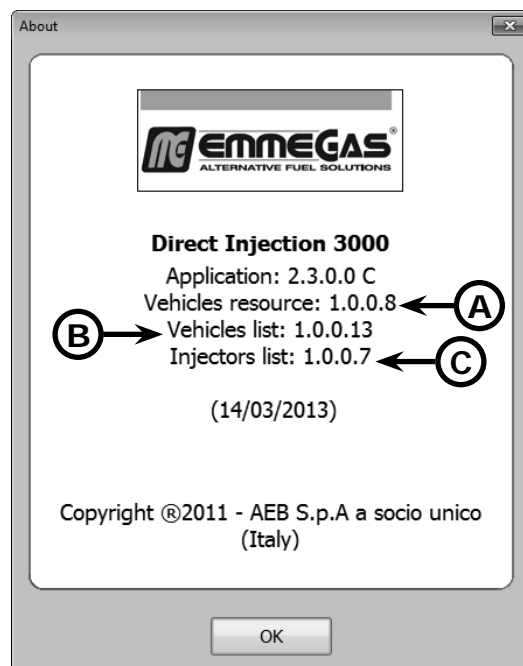 About
EMMEGAS®
ALTERNATIVE FUEL SOLUTIONS
Direct Injection 3000
Application: 2.3.0.0 C
Vehicles resource: 1.0.0.8
A
B
Vehicles list: 1.0.0.13
Injectors list: 1.0.0.7
C
(14/03/2013)
Copyright ®2011 - AEB S.p.A a socio unico
(Italy)
OK